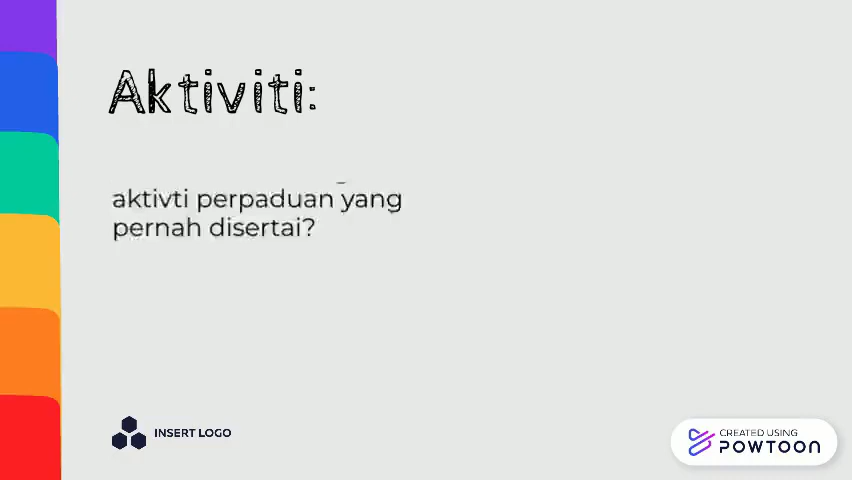 Aktiviti:
aktivti perpaduan yang
pernah disertai?
INSERT LOGO
CREATED USING
POWTOON